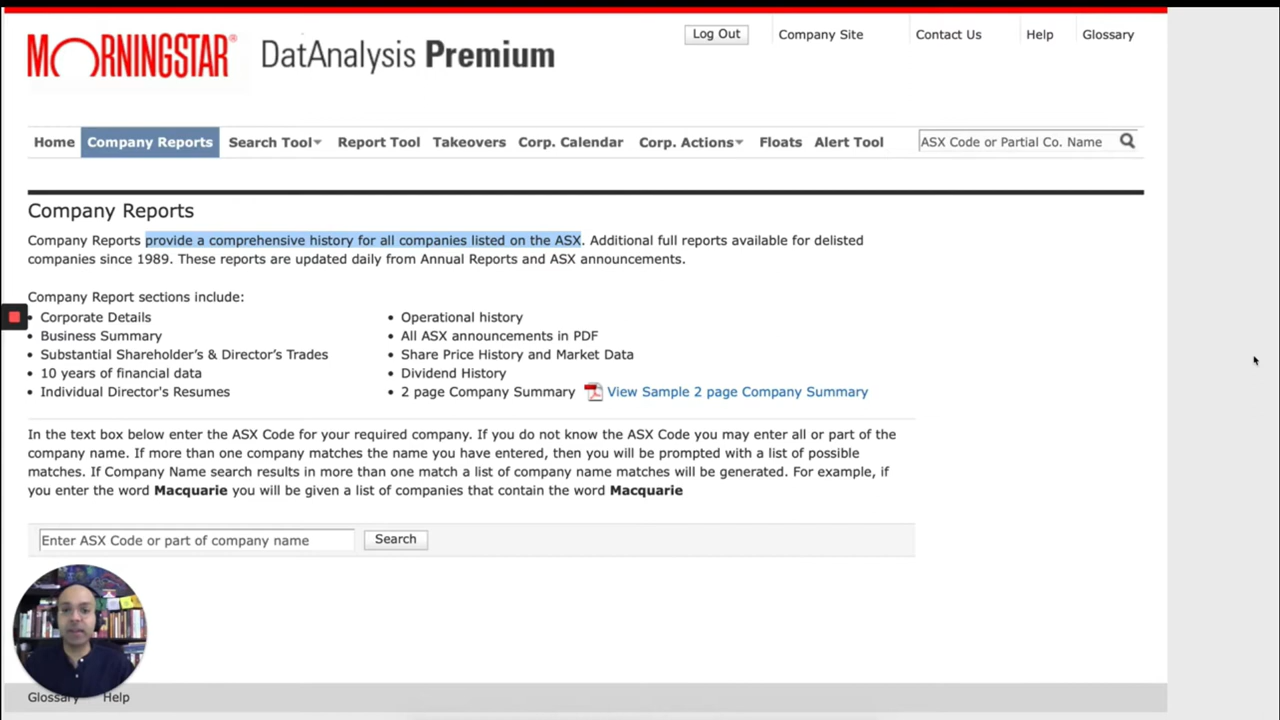 MORNINGSTAR® DatAnalysis Premium
Log Out Company Site Contact Us Help Glossary
Home Company Reports Search Tool Report Tool Takeovers Corp. Calendar Corp. Actions Floats Alert Tool ASX Code or Partial Co. Name
Company Reports
Company Reports provide a comprehensive history for all companies listed on the ASX. Additional full reports available for delisted
companies since 1989. These reports are updated daily from Annual Reports and ASX announcements.
Company Report sections include:
• Corporate Details
• Business Summary
• Substantial Shareholder's & Director's Trades
• 10 years of financial data
• Individual Director's Resumes
• Operational history
• All ASX announcements in PDF
• Share Price History and Market Data
• Dividend History
• 2 page Company Summary View Sample 2 page Company Summary
In the text box below enter the ASX Code for your required company. If you do not know the ASX Code you may enter all or part of the
company name. If more than one company matches the name you have entered, then you will be prompted with a list of possible
matches. If Company Name search results in more than one match a list of company name matches will be generated. For example, if
you enter the word Macquarie you will be given a list of companies that contain the word Macquarie
Enter ASX Code or part of company name Search
Glossary Help